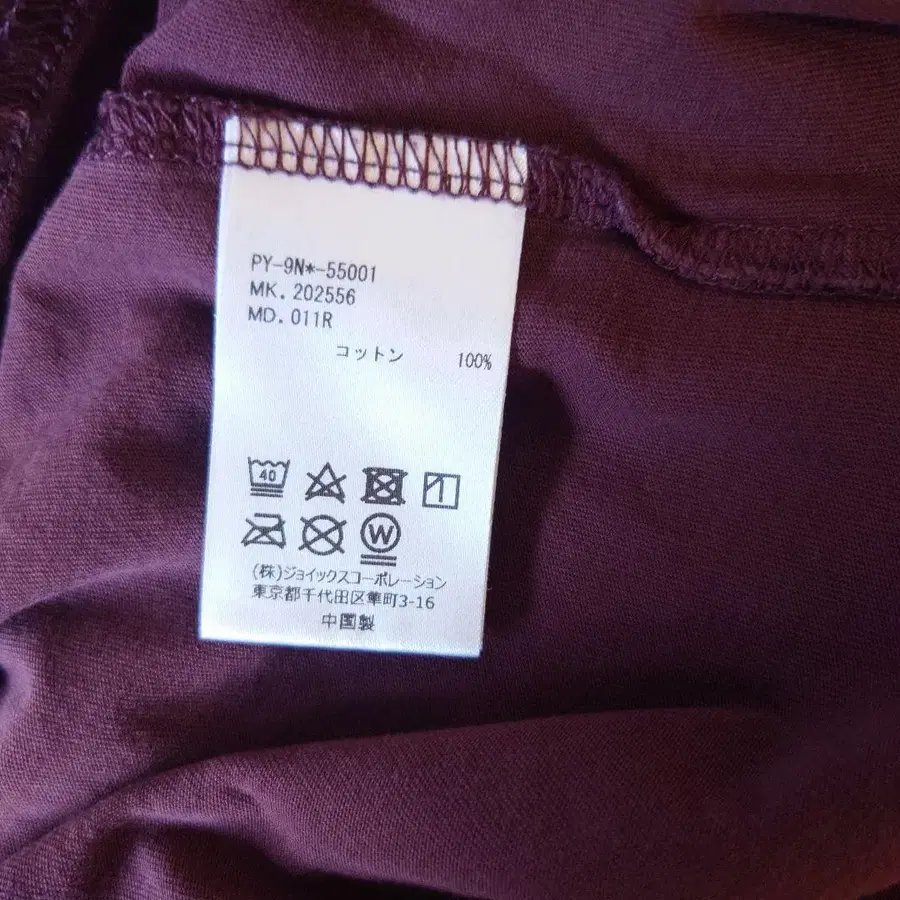 PY-9N*-55001
MK. 202556
MD. 011R
コットン 100%
40
W
(株)ジョイックスコーポレーション
東京都千代田区隼町3-16
中国製